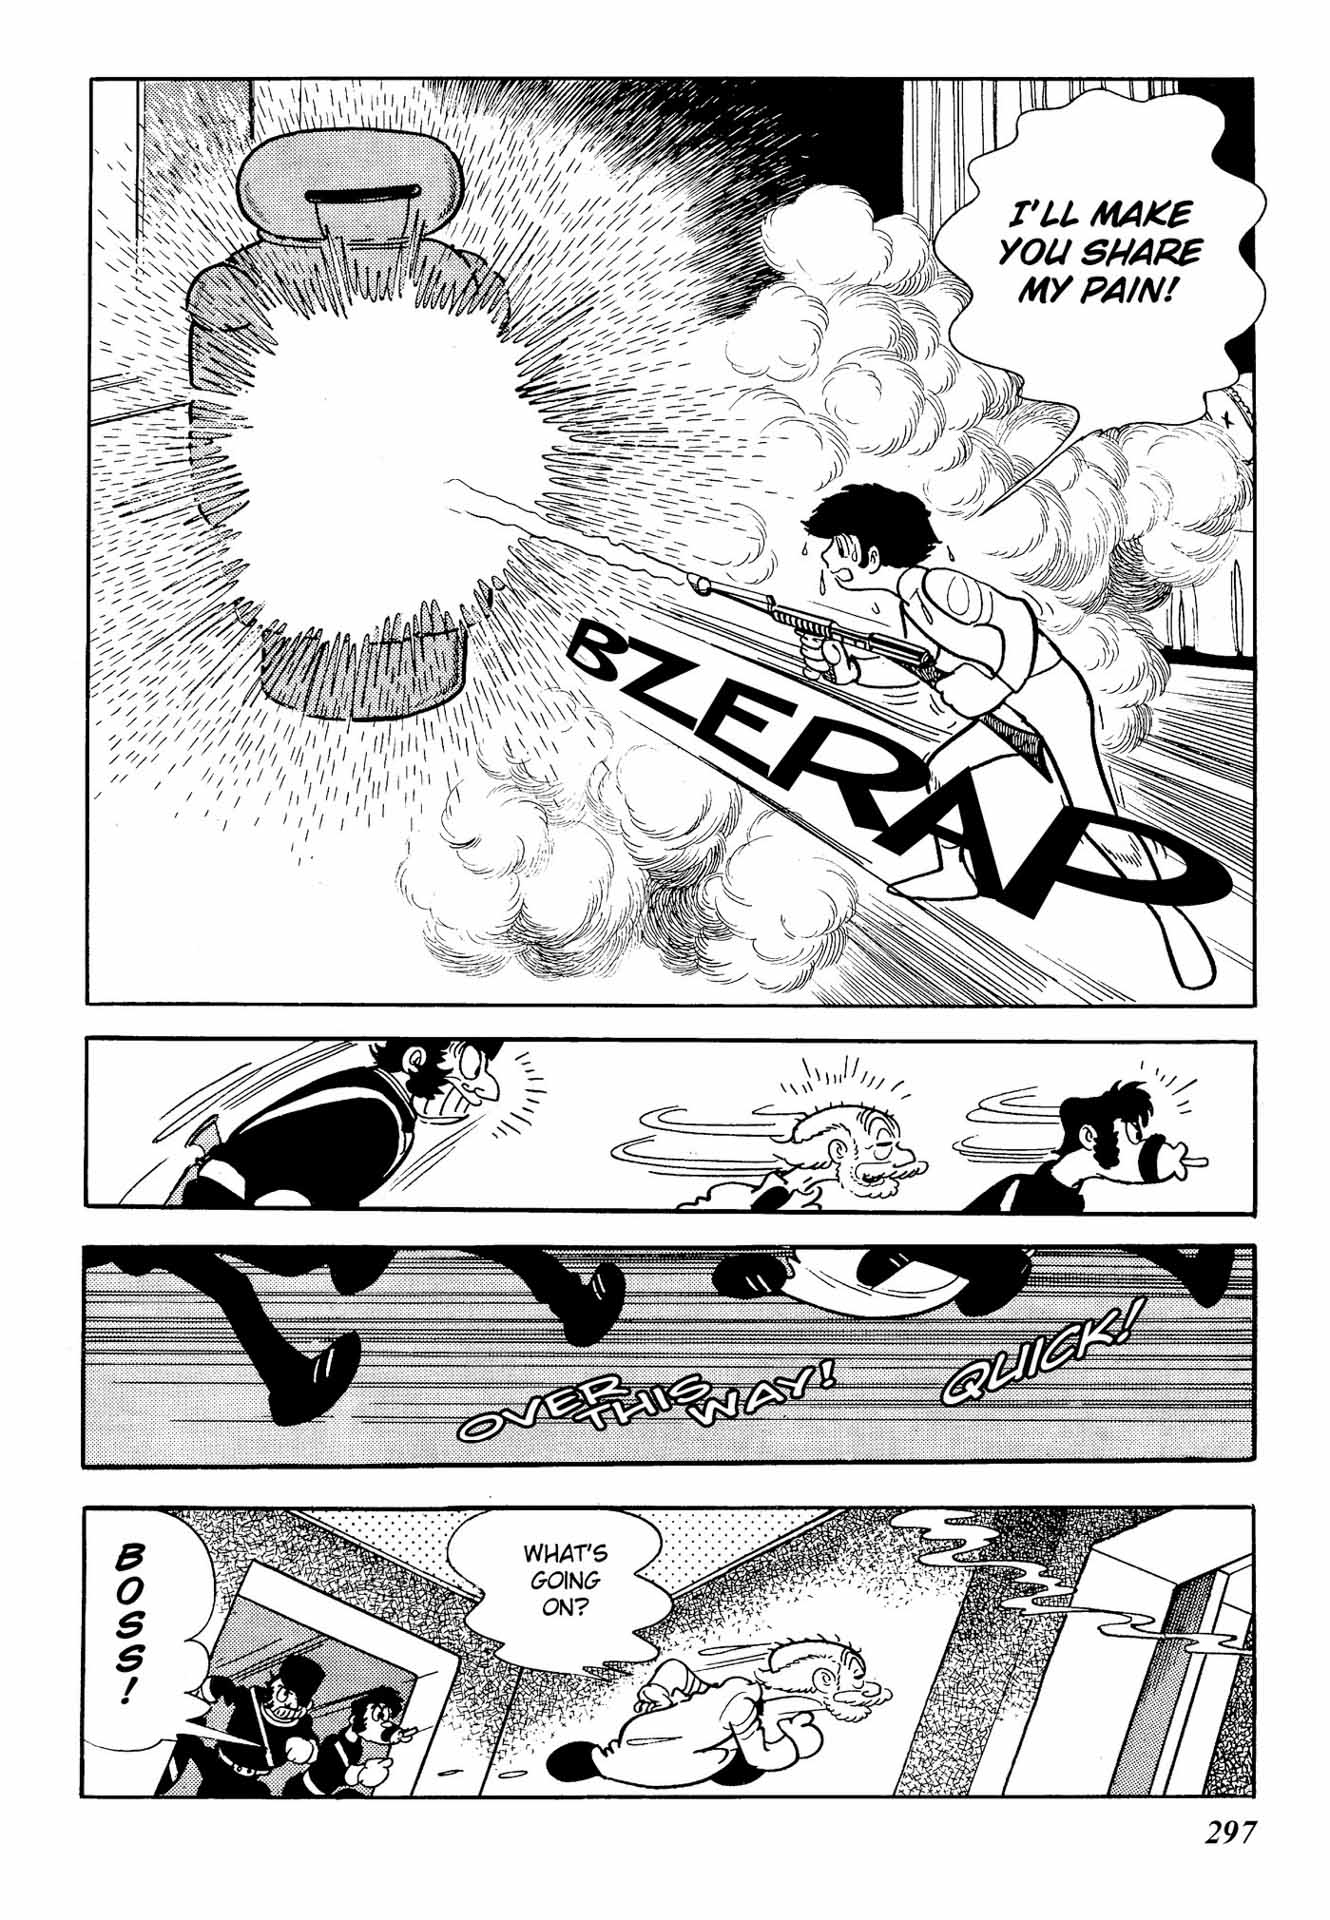 I'LL MAKE
YOU SHARE
MY PAIN!
BZERAP
OVER
THIS
WAY!
QUICK!
BOSS!
WHAT'S
GOING
ON?
297